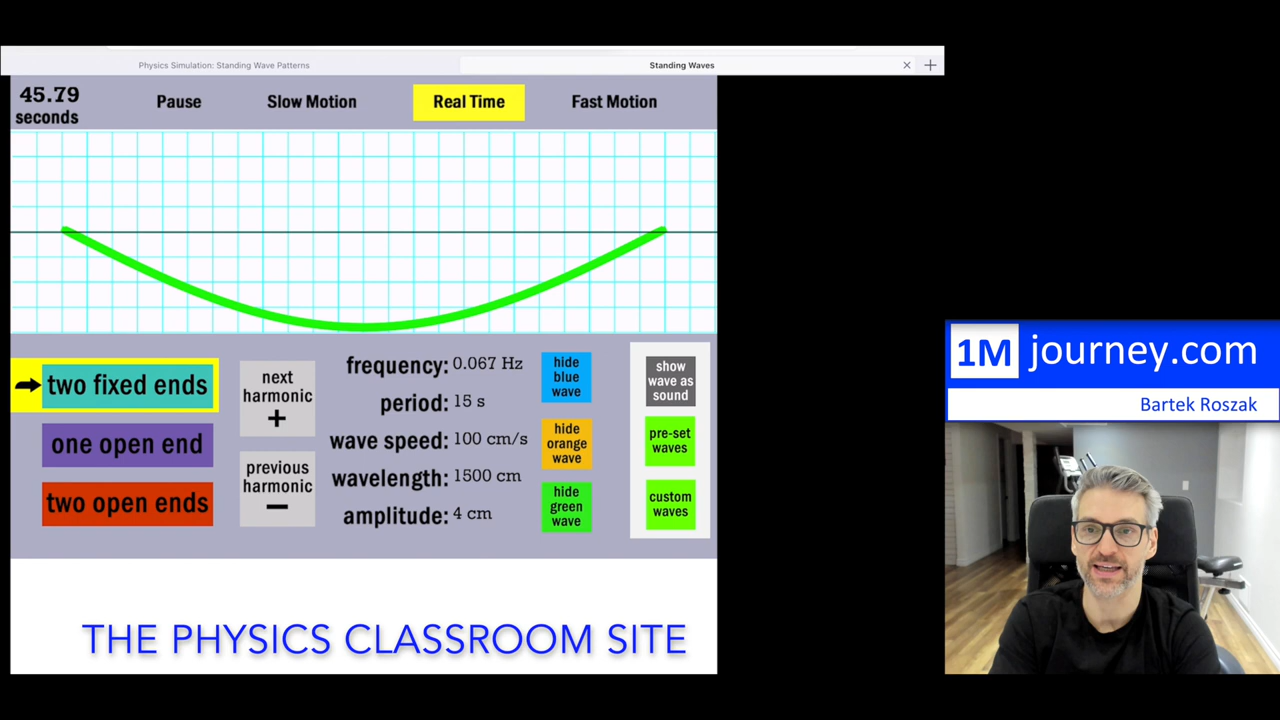 Physics Simulation: Standing Wave Patterns
Standing Waves
45.79
seconds
Pause
Slow Motion
Real Time
Fast Motion
two fixed ends
one open end
two open ends
next
harmonic
+
previous
harmonic
−
frequency: 0.067 Hz
period: 15 s
wave speed: 100 cm/s
wavelength: 1500 cm
amplitude: 4 cm
hide
blue
wave
hide
orange
wave
hide
green
wave
show
wave as
sound
pre-set
waves
custom
waves
THE PHYSICS CLASSROOM SITE
1M journey.com
Bartek Roszak